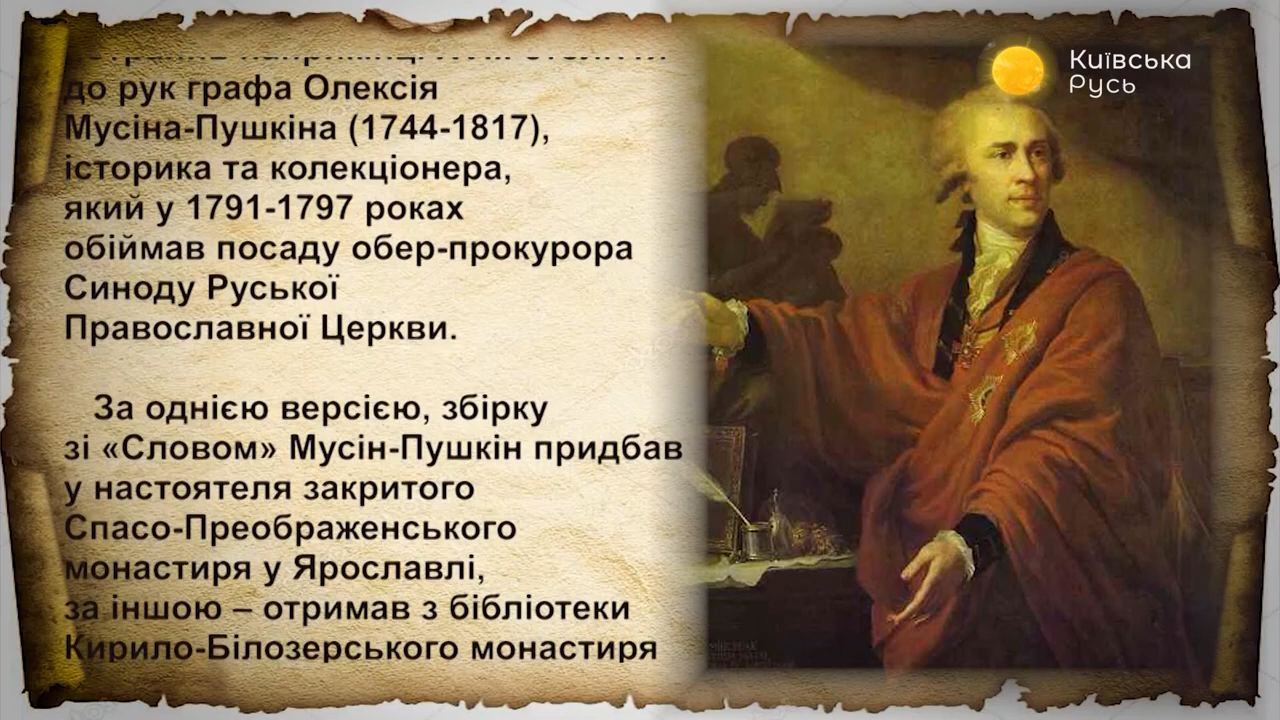 до рук графа Олексія
Мусіна-Пушкіна (1744-1817),
історика та колекціонера,
який у 1791-1797 роках
обіймав посаду обер-прокурора
Синоду Руської
Православної Церкви.
За однією версією, збірку
зі «Словом» Мусін-Пушкін придбав
у настоятеля закритого
Спасо-Преображенського
монастиря у Ярославлі,
за іншою – отримав з бібліотеки
Кирило-Білозерського монастиря
Київська
Русь